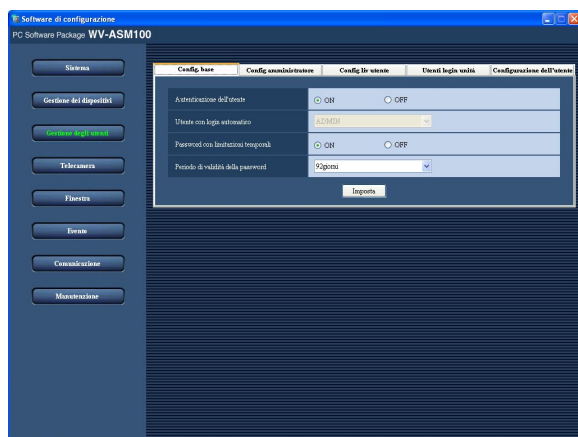 Software di configurazione
PC Software Package WV-ASM100
Sistema
Gestione dei dispositivi
Gestione degli utenti
Telecamera
Finestra
Evento
Comunicazione
Manutenzione
Config. base
Config amministratore
Config liv utente
Utenti login unità
Configurazione dell'utente
Autenticazione dell'utente ON OFF
Utente con login automatico ADMIN
Password con limitazioni temporali ON OFF
Periodo di validità della password 92giorni
Imposta